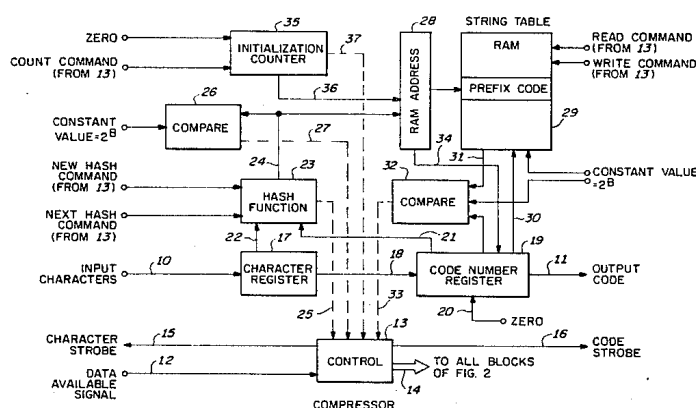 35
ZERO
INITIALIZATION
COUNTER
COUNT COMMAND
(FROM 13)
37
36
28
RAM ADDRESS
STRING TABLE
RAM
PREFIX CODE
29
READ COMMAND
(FROM 13)
WRITE COMMAND
(FROM 13)
26
COMPARE
CONSTANT
VALUE=2^B
27
24
23
NEW HASH
COMMAND
(FROM 13)
HASH
FUNCTION
NEXT HASH
COMMAND
(FROM 13)
34
31
32
COMPARE
CONSTANT VALUE
=2^B
30
22
17
21
19
INPUT
CHARACTERS
10
CHARACTER
REGISTER
18
CODE NUMBER
REGISTER
11
OUTPUT
CODE
25
33
20
ZERO
CHARACTER
STROBE
15
13
CONTROL
16
CODE
STROBE
DATA
AVAILABLE
SIGNAL
12
14
TO ALL BLOCKS
OF FIG. 2
COMPRESSOR